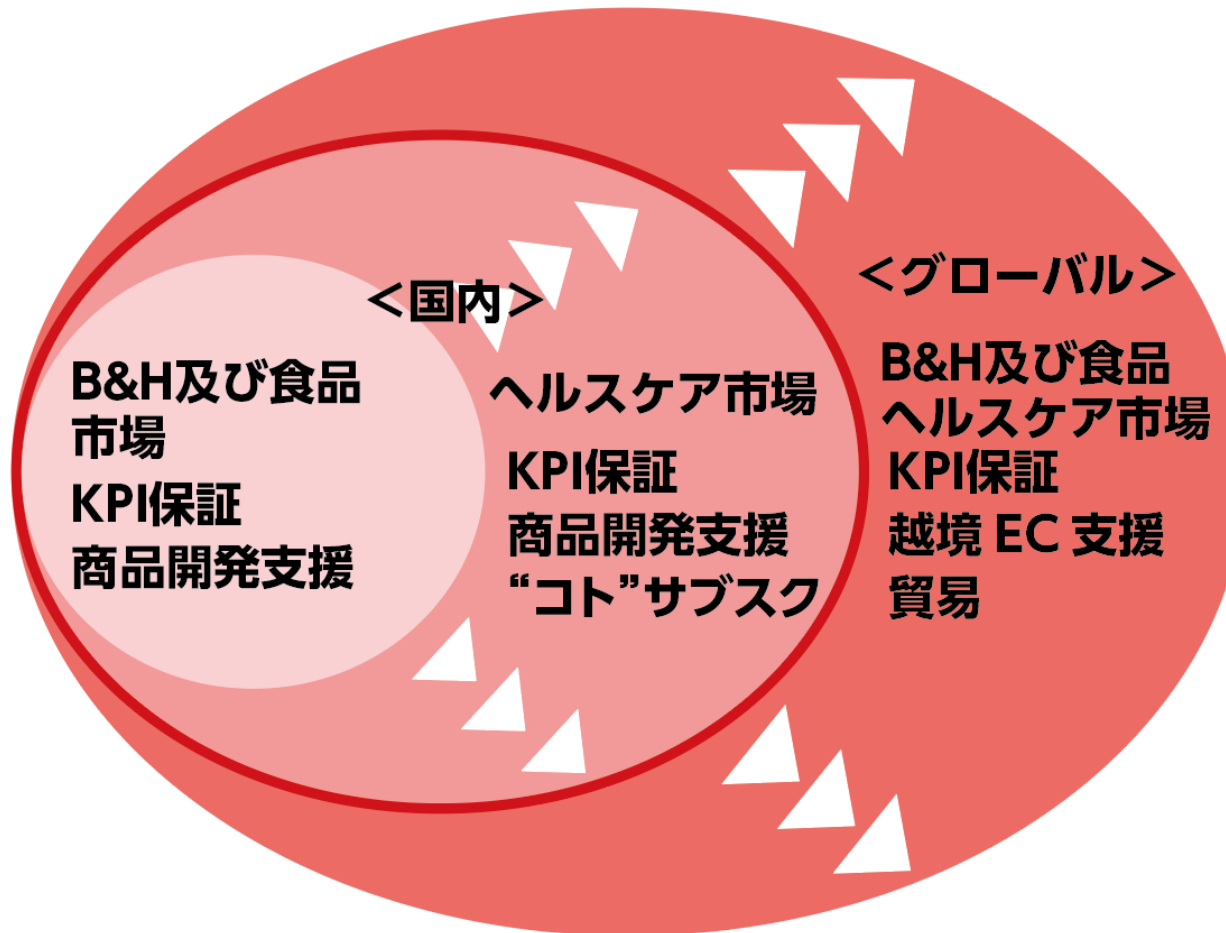 ＜国内＞
B&H及び食品
市場
KPI保証
商品開発支援
ヘルスケア市場
KPI保証
商品開発支援
“コト”サブスク
＜グローバル＞
B&H及び食品
ヘルスケア市場
KPI保証
越境 EC 支援
貿易